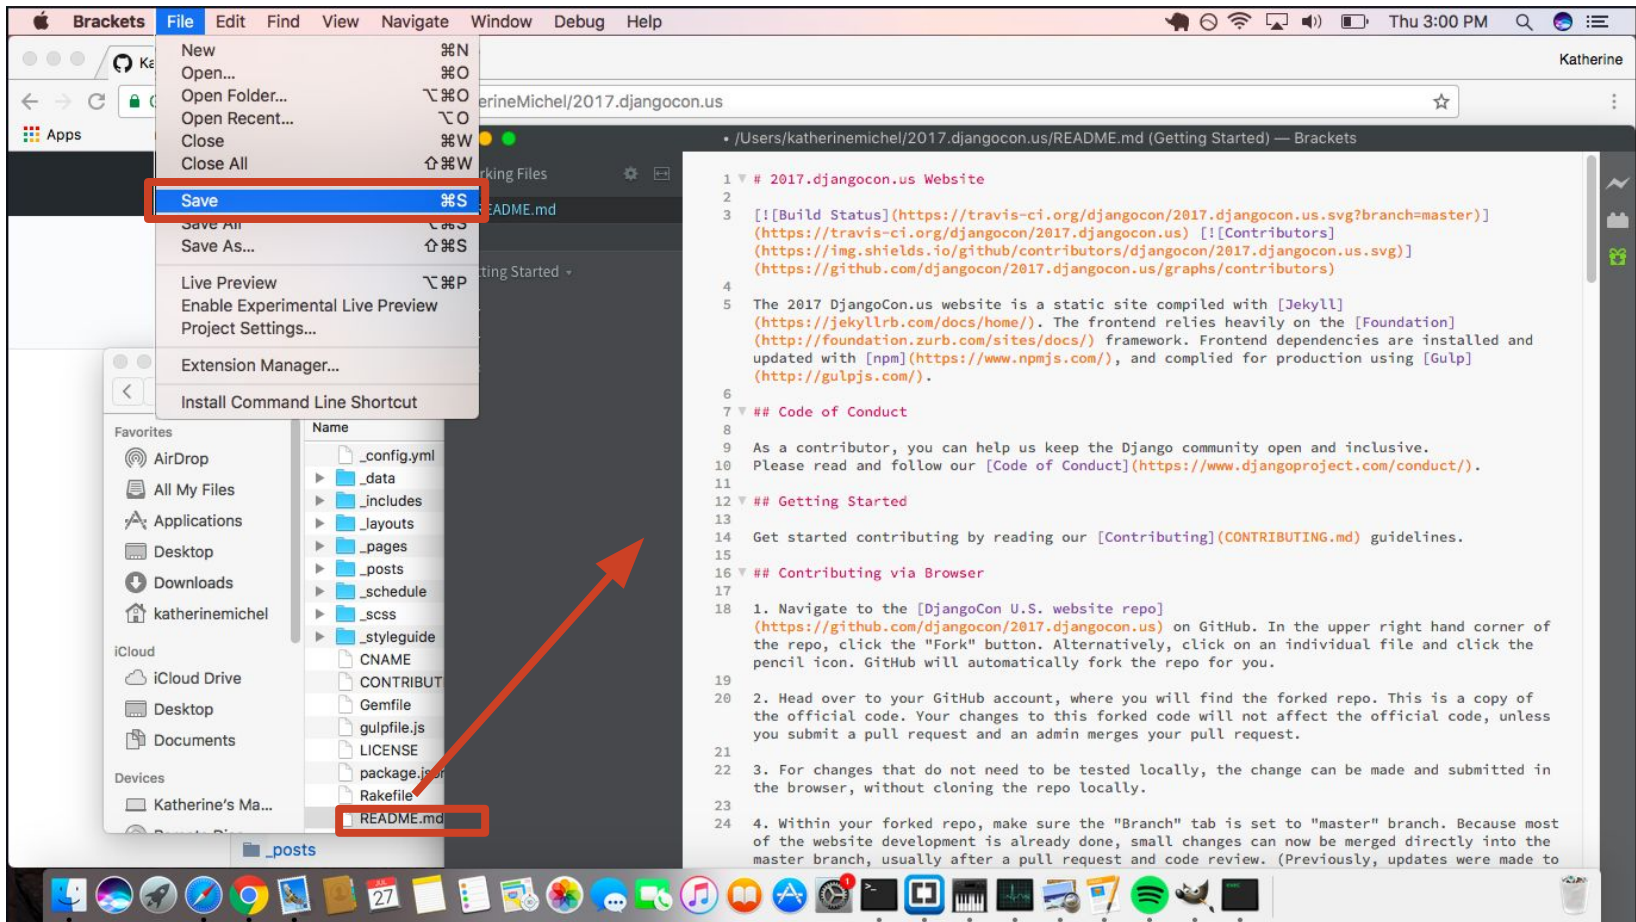 Brackets File Edit Find View Navigate Window Debug Help Thu 3:00 PM
New ⌘N
Open... ⌘O
Open Folder... ⌥⌘O
Open Recent... ⌥O
Close ⌘W
Close All ⇧⌘W
Save ⌘S
Save All ⌥⌘S
Save As... ⇧⌘S
Live Preview ⌥⌘P
Enable Experimental Live Preview
Project Settings...
Extension Manager...
Install Command Line Shortcut
Katherine
erineMichel/2017.djangocon.us
Apps
• /Users/katherinemichel/2017.djangocon.us/README.md (Getting Started) — Brackets
rking Files
EADME.md
tting Started
Favorites
AirDrop
All My Files
Applications
Desktop
Downloads
katherinemichel
iCloud
iCloud Drive
Desktop
Documents
Devices
Katherine's Ma...
Name
_config.yml
_data
_includes
_layouts
_pages
_posts
_schedule
_scss
_styleguide
CNAME
CONTRIBUTI
Gemfile
gulpfile.js
LICENSE
package.json
Rakefile
README.md
_posts
1 # 2017.djangocon.us Website
2
3 [![Build Status](https://travis-ci.org/djangocon/2017.djangocon.us.svg?branch=master)]
(https://travis-ci.org/djangocon/2017.djangocon.us) [![Contributors]
(https://img.shields.io/github/contributors/djangocon/2017.djangocon.us.svg)]
(https://github.com/djangocon/2017.djangocon.us/graphs/contributors)
4
5 The 2017 DjangoCon.us website is a static site compiled with [Jekyll]
(https://jekyllrb.com/docs/home/). The frontend relies heavily on the [Foundation]
(http://foundation.zurb.com/sites/docs/) framework. Frontend dependencies are installed and
updated with [npm](https://www.npmjs.com/), and complied for production using [Gulp]
(http://gulpjs.com/).
6
7 ## Code of Conduct
8
9 As a contributor, you can help us keep the Django community open and inclusive.
10 Please read and follow our [Code of Conduct](https://www.djangoproject.com/conduct/).
11
12 ## Getting Started
13
14 Get started contributing by reading our [Contributing](CONTRIBUTING.md) guidelines.
15
16 ## Contributing via Browser
17
18 1. Navigate to the [DjangoCon U.S. website repo]
(https://github.com/djangocon/2017.djangocon.us) on GitHub. In the upper right hand corner of
the repo, click the "Fork" button. Alternatively, click on an individual file and click the
pencil icon. GitHub will automatically fork the repo for you.
19
20 2. Head over to your GitHub account, where you will find the forked repo. This is a copy of
the official code. Your changes to this forked code will not affect the official code, unless
you submit a pull request and an admin merges your pull request.
21
22 3. For changes that do not need to be tested locally, the change can be made and submitted in
the browser, without cloning the repo locally.
23
24 4. Within your forked repo, make sure the "Branch" tab is set to "master" branch. Because most
of the website development is already done, small changes can now be merged directly into the
master branch, usually after a pull request and code review. (Previously, updates were made to
JUL
27
1